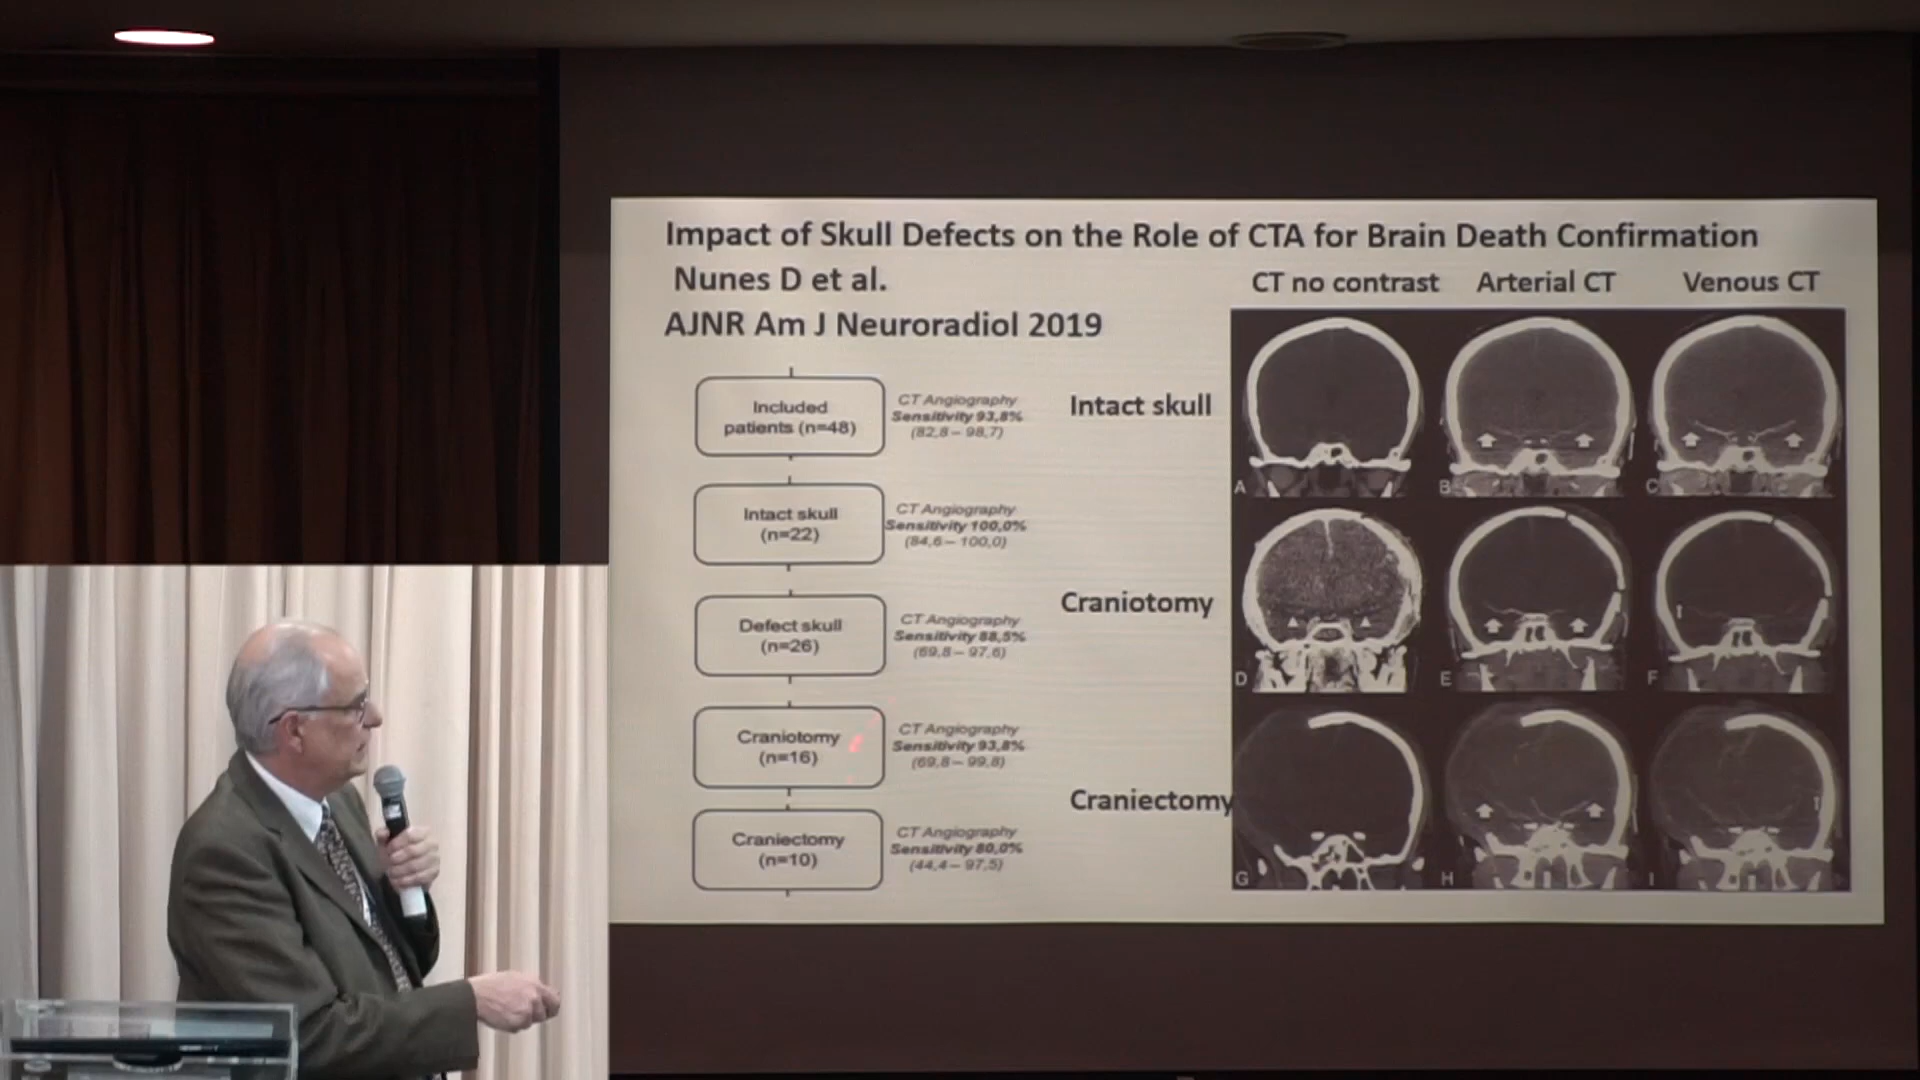 Impact of Skull Defects on the Role of CTA for Brain Death Confirmation
Nunes D et al.
AJNR Am J Neuroradiol 2019
CT no contrast Arterial CT Venous CT
Included
patients (n=48)
CT Angiography
Sensitivity 93,8%
(82,8 – 98,7)
Intact skull
(n=22)
CT Angiography
Sensitivity 100,0%
(84,6 – 100,0)
Defect skull
(n=26)
CT Angiography
Sensitivity 88,5%
(69,8 – 97,6)
Craniotomy
(n=16)
CT Angiography
Sensitivity 93,8%
(69,8 – 99,8)
Craniectomy
(n=10)
CT Angiography
Sensitivity 80,0%
(44,4 – 97,5)
Intact skull
A B C
Craniotomy
D E F
Craniectomy
G H I